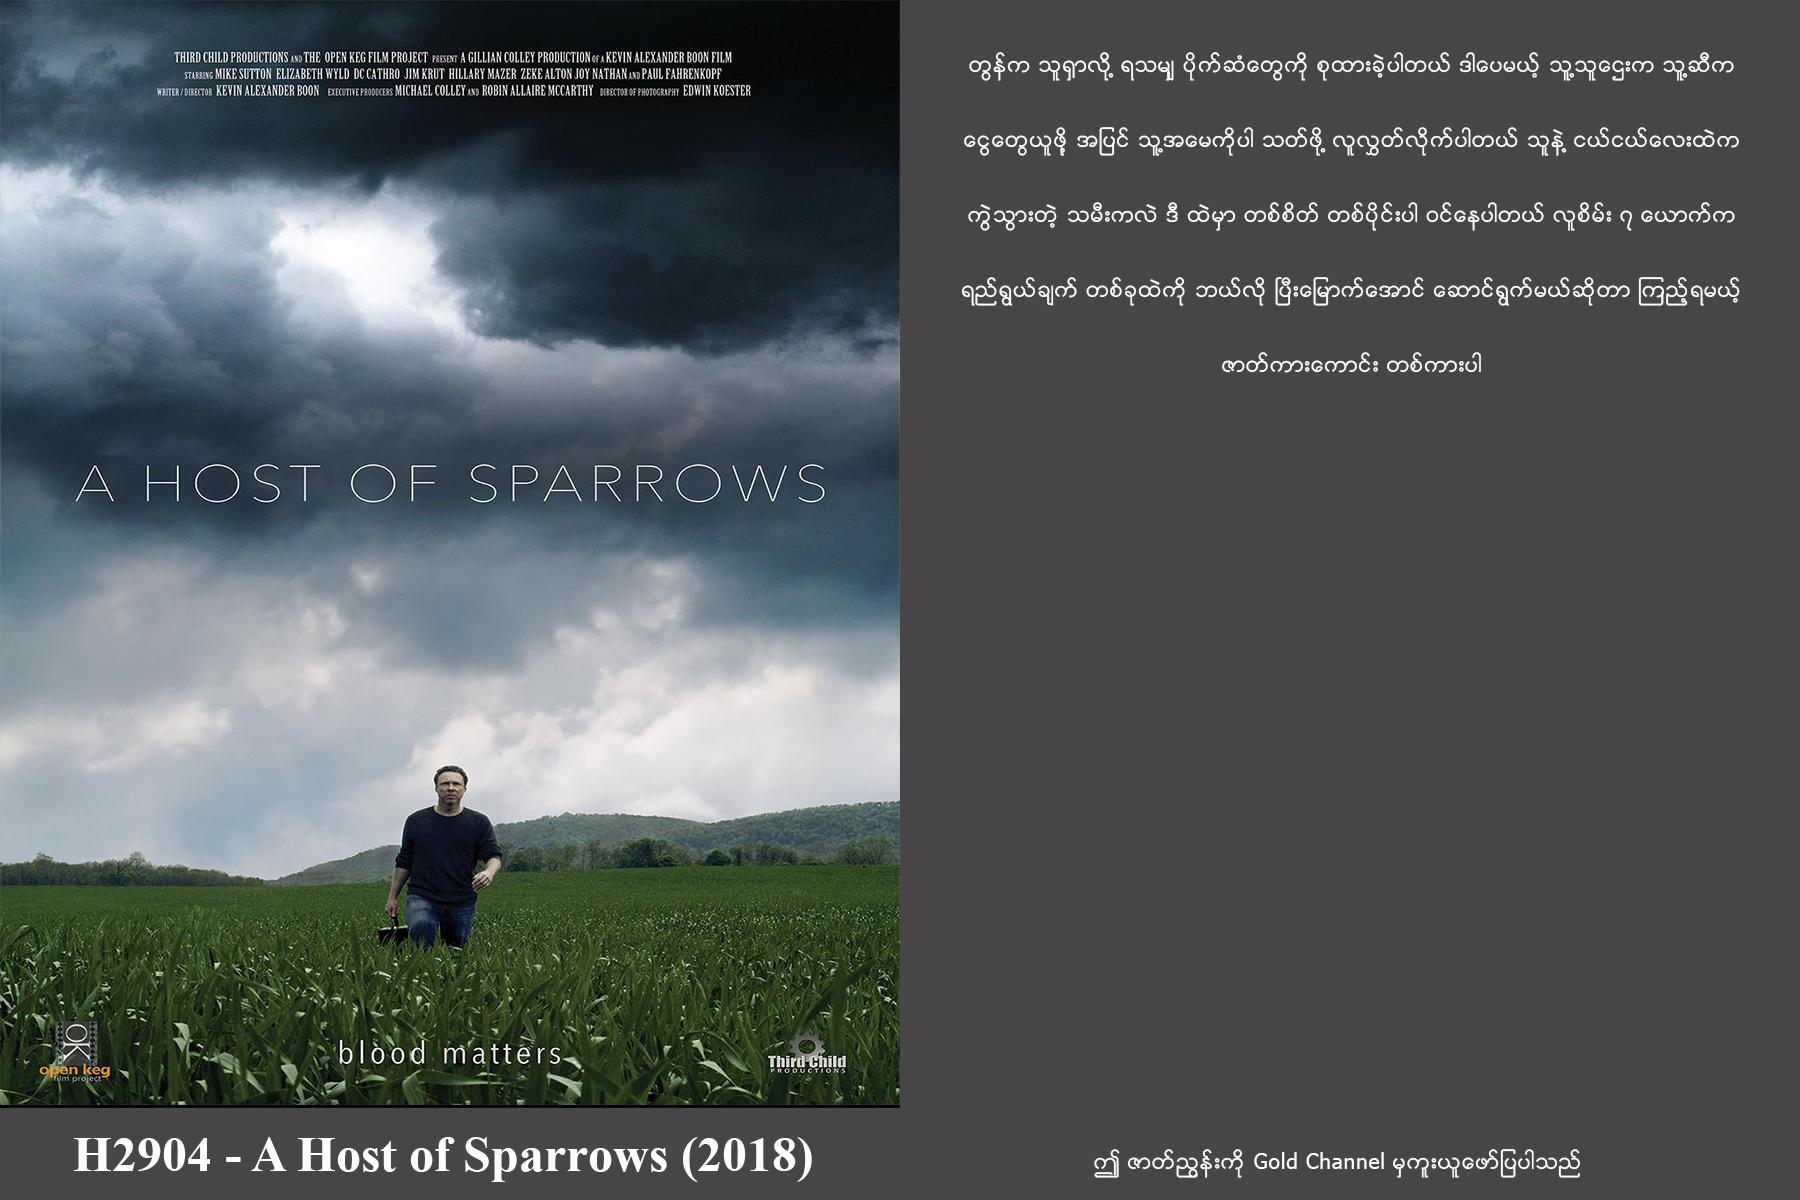 THIRD CHILD PRODUCTIONS AND THE OPEN KEG FILM PROJECT PRESENT A GILLIAN COLLEY PRODUCTION OF A KEVIN ALEXANDER BOON FILM
STARRING MIKE SUTTON ELIZABETH WYLD DC CATHRO JIM KRUT HILLARY MAZER ZEKE ALTON JOY NATHAN AND PAUL FAHRENKOPF
WRITER / DIRECTOR KEVIN ALEXANDER BOON EXECUTIVE PRODUCERS MICHAEL COLLEY AND ROBIN ALLAIRE MCCARTHY DIRECTOR OF PHOTOGRAPHY EDWIN KOESTER
A HOST OF SPARROWS
blood matters
OK
open keg
film project
Third Child
PRODUCTIONS
H2904 - A Host of Sparrows (2018)
တွန်က သူရှာလို့ ရသမျှ ပိုက်ဆံတွေကို စုထားခဲ့ပါတယ် ဒါပေမယ့် သူ့သူဌေးက သူ့ဆီက
ငွေတွေယူဖို့ အပြင် သူ့အမေကိုပါ သတ်ဖို့ လူလွှတ်လိုက်ပါတယ် သူနဲ့ ငယ်ငယ်လေးထဲက
ကွဲသွားတဲ့ သမီးကလဲ ဒီ ထဲမှာ တစ်စိတ် တစ်ပိုင်းပါ ဝင်နေပါတယ် လူစိမ်း ၇ ယောက်က
ရည်ရွယ်ချက် တစ်ခုထဲကို ဘယ်လို ပြီးမြောက်အောင် ဆောင်ရွက်မယ်ဆိုတာ ကြည့်ရမယ့်
ဇာတ်ကားကောင်း တစ်ကားပါ
ဤ ဇာတ်ညွှန်းကို Gold Channel မှကူးယူဖော်ပြပါသည်